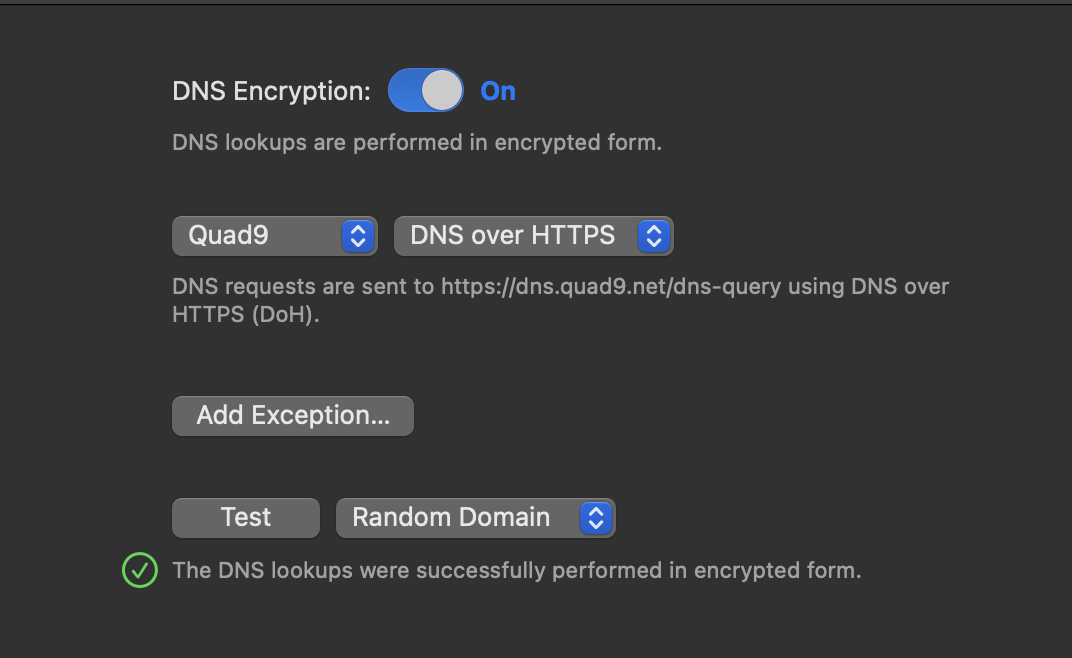 DNS Encryption: On
DNS lookups are performed in encrypted form.
Quad9 DNS over HTTPS
DNS requests are sent to https://dns.quad9.net/dns-query using DNS over
HTTPS (DoH).
Add Exception...
Test Random Domain
The DNS lookups were successfully performed in encrypted form.